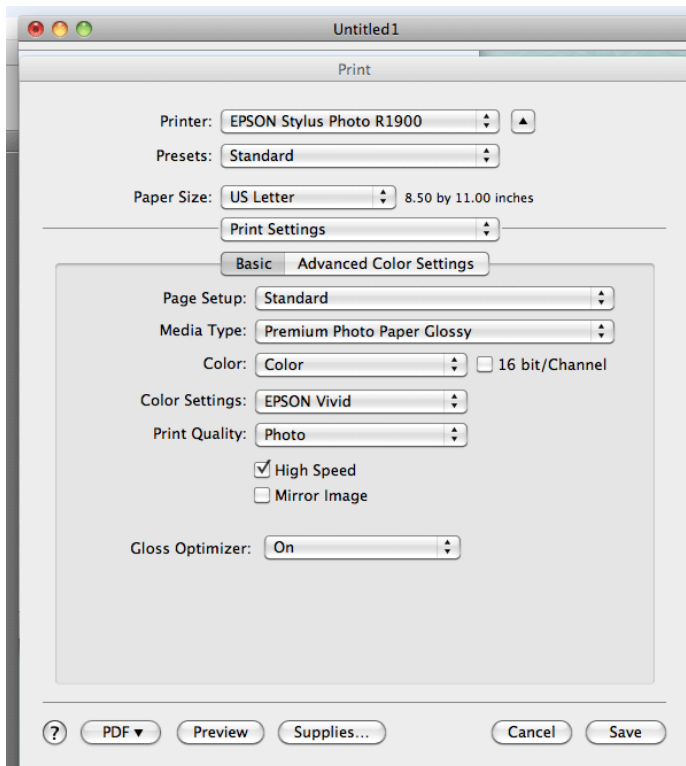 Untitled1
Print
Printer: EPSON Stylus Photo R1900
Presets: Standard
Paper Size: US Letter 8.50 by 11.00 inches
Print Settings
Basic Advanced Color Settings
Page Setup: Standard
Media Type: Premium Photo Paper Glossy
Color: Color 16 bit/Channel
Color Settings: EPSON Vivid
Print Quality: Photo
High Speed
Mirror Image
Gloss Optimizer: On
? PDF Preview Supplies... Cancel Save